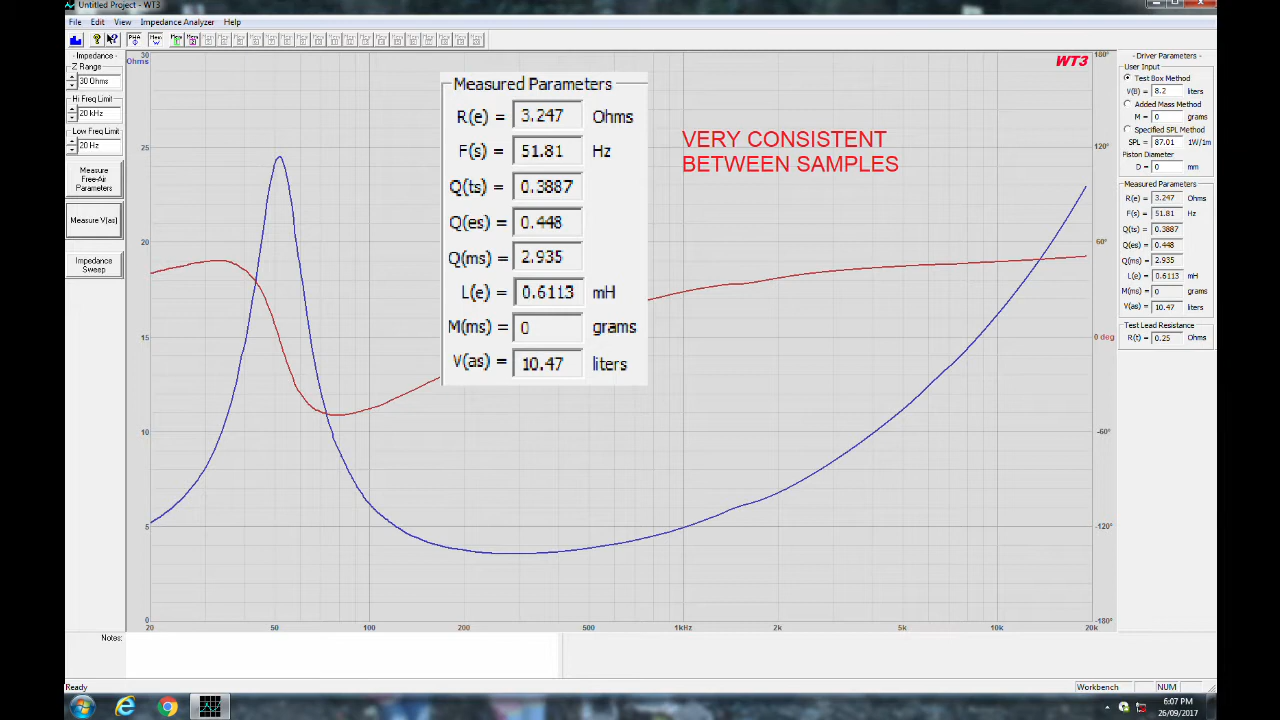 Untitled Project - WT3
File Edit View Impedance Analyzer Help
- Impedance -
Z Range
30 Ohms
Hi Freq Limit
20 kHz
Low Freq Limit
20 Hz
Measure
Free-Air
Parameters
Measure V(as)
Impedance
Sweep
30
Ohms
25
20
15
10
5
0
20 50 100 200 500 1kHz 2k 5k 10k 20k
WT3
180°
120°
60°
0 deg
-60°
-120°
-180°
Measured Parameters
R(e) = 3.247 Ohms
F(s) = 51.81 Hz
Q(ts) = 0.3887
Q(es) = 0.448
Q(ms) = 2.935
L(e) = 0.6113 mH
M(ms) = 0 grams
V(as) = 10.47 liters
VERY CONSISTENT
BETWEEN SAMPLES
- Driver Parameters -
User Input
Test Box Method
V(B) = 8.2 liters
Added Mass Method
M = 0 grams
Specified SPL Method
SPL = 87.01 1W/1m
Piston Diameter
D = 0 mm
Measured Parameters
R(e) = 3.247 Ohms
F(s) = 51.81 Hz
Q(ts) = 0.3887
Q(es) = 0.448
Q(ms) = 2.935
L(e) = 0.6113 mH
M(ms) = 0 grams
V(as) = 10.47 liters
Test Lead Resistance
R(t) = 0.25 Ohms
Notes:
Ready
Workbench NUM
6:07 PM
26/09/2017